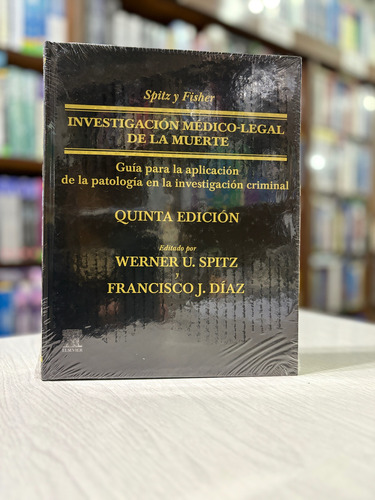 Spitz y Fisher
INVESTIGACIÓN MÉDICO-LEGAL
DE LA MUERTE
Guía para la aplicación
de la patología en la investigación criminal
QUINTA EDICIÓN
Editado por
WERNER U. SPITZ
y
FRANCISCO J. DÍAZ
ELSEVIER